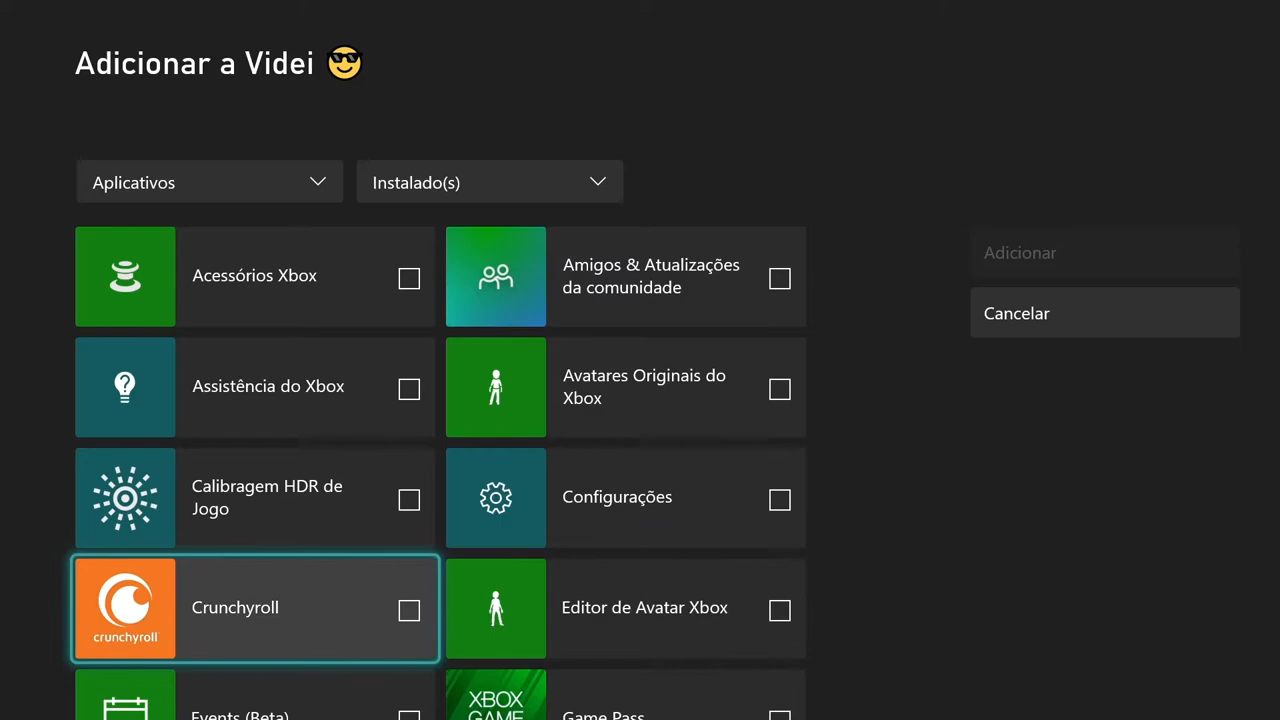 Adicionar a Videi 😎
Aplicativos
Instalado(s)
Acessórios Xbox
Amigos & Atualizações
da comunidade
Adicionar
Cancelar
Assistência do Xbox
Avatares Originais do
Xbox
Calibragem HDR de
Jogo
Configurações
crunchyroll
Crunchyroll
Editor de Avatar Xbox
Events (Beta)
XBOX
GAME
Game Pass